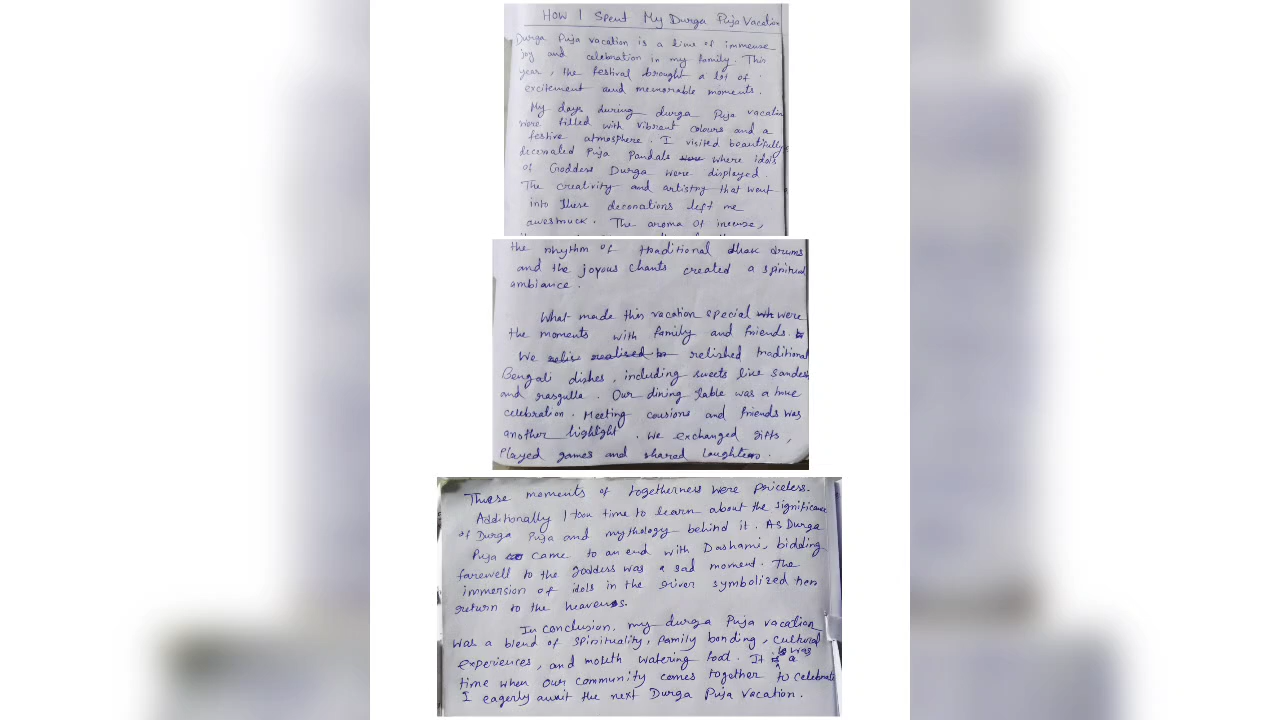 How I Spent My Durga Puja Vacation
Durga Puja vacation is a time of immense
joy and celebration in my family. This
year, the festival brought a lot of
excitement and memorable moments.
My days during durga Puja vacation
were filled with vibrant colours and a
festive atmosphere. I visited beautifully
decorated Puja Pandals where idols
of Goddess Durga were displayed.
The creativity and artistry that went
into these decorations left me
awestruck. The aroma of incense,
the rhythm of traditional dhak drums
and the joyous chants created a spiritual
ambiance.
What made this vacation special were
the moments with family and friends.
We relished traditional
Bengali dishes, including sweets like sandesh
and rasgulla. Our dining table was a true
celebration. Meeting cousions and friends was
another highlight. We exchanged gifts,
Played games and shared laughters.
These moments of togetherness were priceless.
Additionally I took time to learn about the significance
of Durga Puja and mythology behind it. As Durga
Puja came to an end with Dashami, bidding
farewell to the goddess was a sad moment. The
immersion of idols in the river symbolized her
return to the heavens.
In conclusion, my durga Puja vacation
was a blend of spirituality, family bonding, cultural
experiences, and mouth watering food. It was a
time when our community comes together to celebrate
I eagerly await the next Durga Puja Vacation.